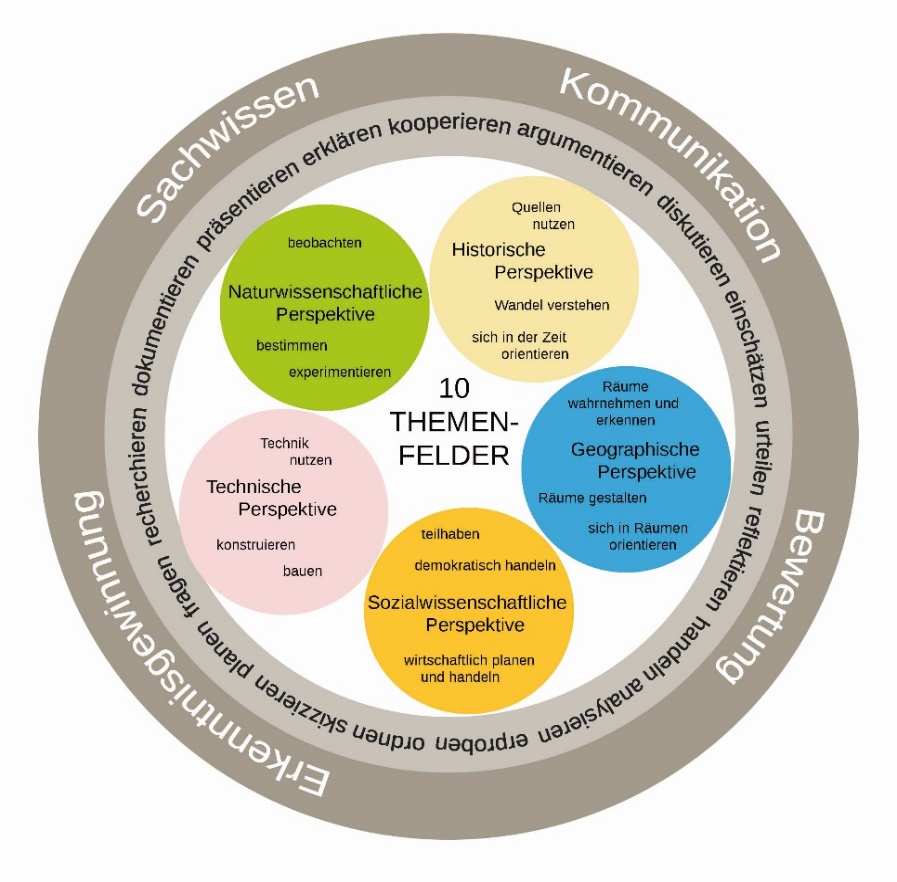 Sachwissen
Kommunikation
Bewertung
Erkenntnisgewinnung
fragen recherchieren dokumentieren präsentieren erklären kooperieren argumentieren diskutieren einschätzen urteilen reflektieren handeln analysieren erproben ordnen skizzieren planen
beobachten
Naturwissenschaftliche
Perspektive
bestimmen
experimentieren
Quellen
nutzen
Historische
Perspektive
Wandel verstehen
sich in der Zeit
orientieren
10
THEMEN-
FELDER
Räume
wahrnehmen und
erkennen
Geographische
Perspektive
Räume gestalten
sich in Räumen
orientieren
Technik
nutzen
Technische
Perspektive
konstruieren
bauen
teilhaben
demokratisch handeln
Sozialwissenschaftliche
Perspektive
wirtschaftlich planen
und handeln